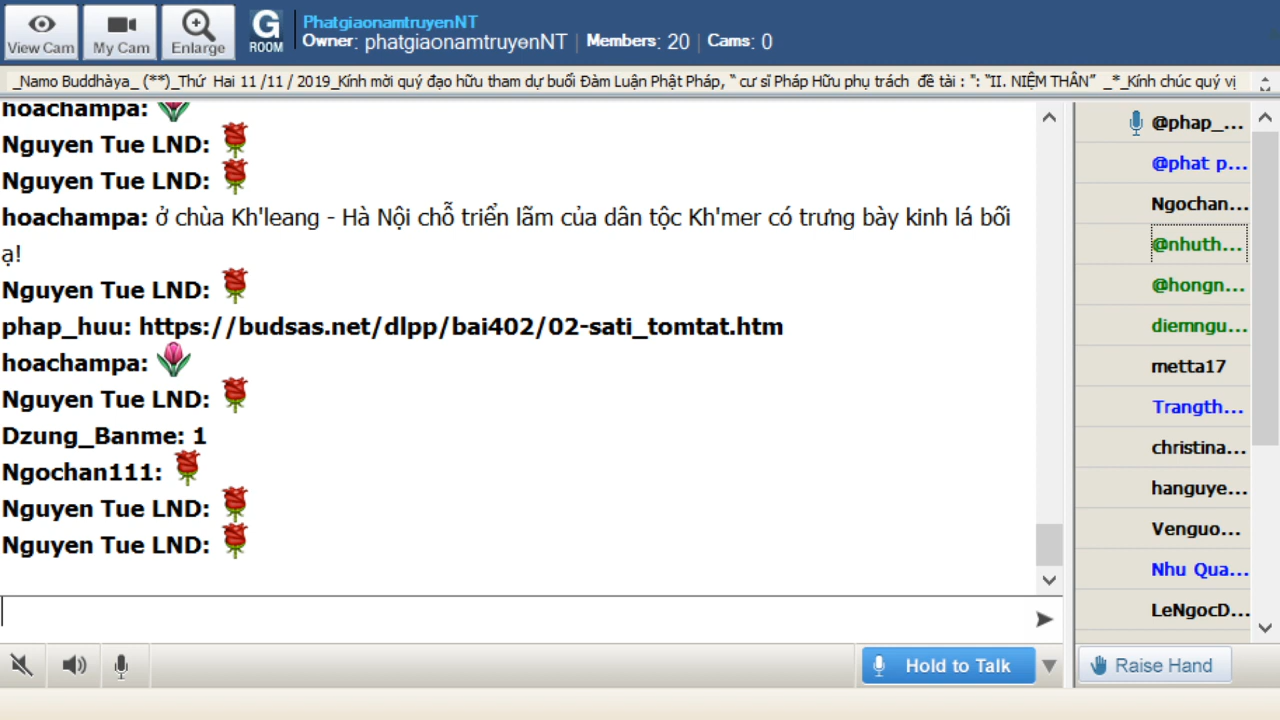 View Cam
My Cam
Enlarge
G
ROOM
PhatgiaonamtruyenNT
Owner: phatgiaonamtruyenNT | Members: 20 | Cams: 0
_Namo Buddhàya_ (**)_Thứ Hai 11 /11 / 2019_Kính mời quý đạo hữu tham dự buổi Đàm Luận Phật Pháp, “ cư sĩ Pháp Hữu phụ trách đề tài : ": “II. NIỆM THÂN” _*_Kính chúc quý vị
hoachampa:
Nguyen Tue LND:
Nguyen Tue LND:
hoachampa: ở chùa Kh'leang - Hà Nội chỗ triển lãm của dân tộc Kh'mer có trưng bày kinh lá bối
ạ!
Nguyen Tue LND:
phap_huu: https://budsas.net/dlpp/bai402/02-sati_tomtat.htm
hoachampa:
Nguyen Tue LND:
Dzung_Banme: 1
Ngochan111:
Nguyen Tue LND:
Nguyen Tue LND:
@phap_...
@phat p...
Ngochan...
@nhuth...
@hongn...
diemngu...
metta17
Trangth...
christina...
hanguye...
Venguo...
Nhu Qua...
LeNgocD...
Hold to Talk
Raise Hand